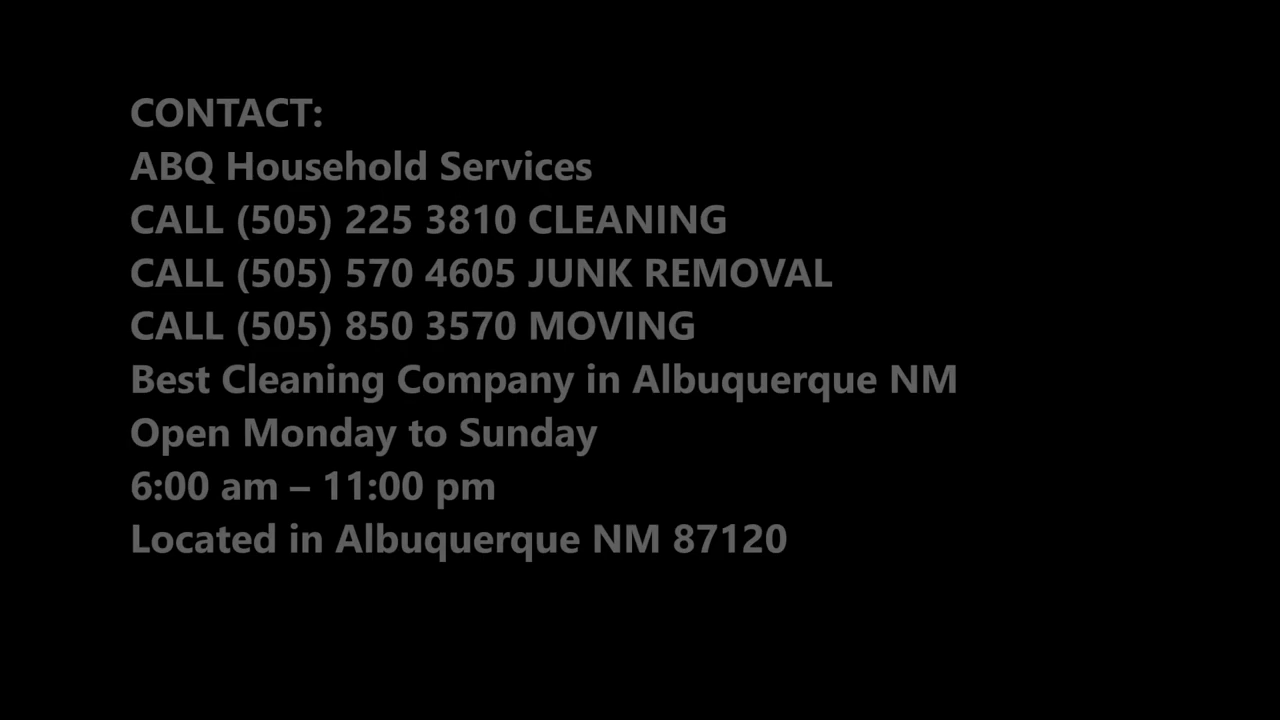 CONTACT:
ABQ Household Services
CALL (505) 225 3810 CLEANING
CALL (505) 570 4605 JUNK REMOVAL
CALL (505) 850 3570 MOVING
Best Cleaning Company in Albuquerque NM
Open Monday to Sunday
6:00 am – 11:00 pm
Located in Albuquerque NM 87120